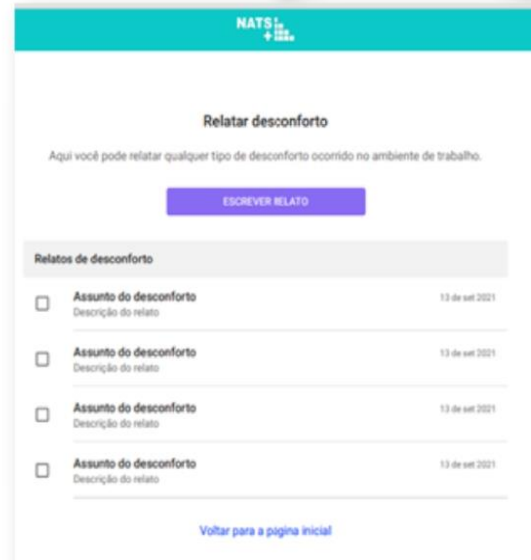 NATS
+
Relatar desconforto
Aqui você pode relatar qualquer tipo de desconforto ocorrido no ambiente de trabalho.
ESCREVER RELATO
Relatos de desconforto
Assunto do desconforto 13 de set 2021
Descrição do relato
Assunto do desconforto 13 de set 2021
Descrição do relato
Assunto do desconforto 13 de set 2021
Descrição do relato
Assunto do desconforto 13 de set 2021
Descrição do relato
Voltar para a pagina inicial